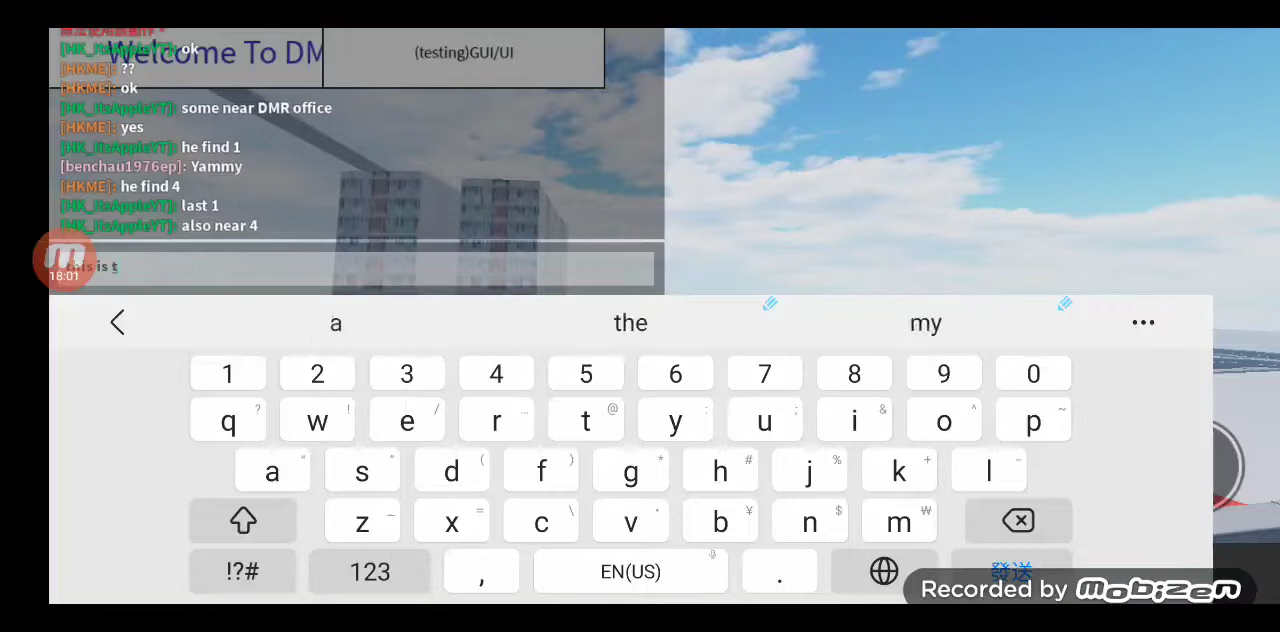 Welcome To DM
(testing)GUI/UI
[HK_ItsAppleYT]: ok
[HKME]: ??
[HKME]: ok
[HK_ItsAppleYT]: some near DMR office
[HKME]: yes
[HK_ItsAppleYT]: he find 1
[benchau1976ep]: Yammy
[HKME]: he find 4
[HK_ItsAppleYT]: last 1
[HK_ItsAppleYT]: also near 4
this is t
18:01
a the my ...
1 2 3 4 5 6 7 8 9 0
q ? w ! e / r ... t @ y : u ; i & o ^ p ~
a “ s ” d ( f ) g * h # j % k + l -
z _ x = c \ v · b ¥ n $ m ₩
!?# 123 , EN(US) . 發送
Recorded by mobizen